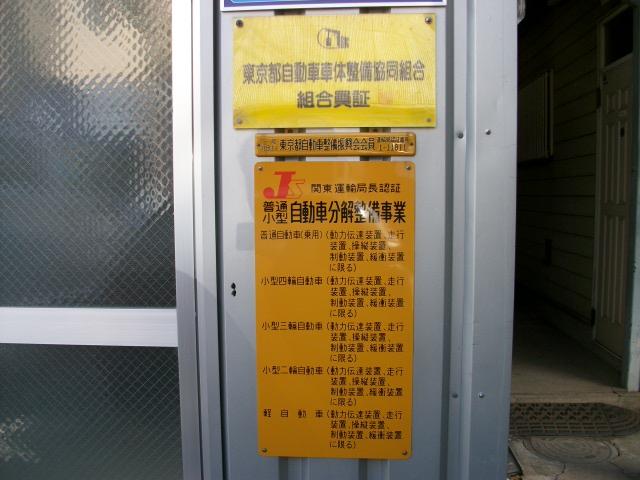 東京都自動車車体整備協同組合
組合員証
東京都自動車整備振興会会員
1-11811
JS 関東運輸局長認証
普通
小型 自動車分解整備事業
普通自動車(乗用)(動力伝達装置、走行
装置、操縦装置、
制動装置、緩衝装置
に限る)
小型四輪自動車(動力伝達装置、走行
装置、操縦装置、
制動装置、緩衝装置
に限る)
小型三輪自動車(動力伝達装置、走行
装置、操縦装置、
制動装置、緩衝装置
に限る)
小型二輪自動車(動力伝達装置、走行
装置、操縦装置、
制動装置、緩衝装置
に限る)
軽自動車(動力伝達装置、走行
装置、操縦装置、
制動装置、緩衝装置
に限る)